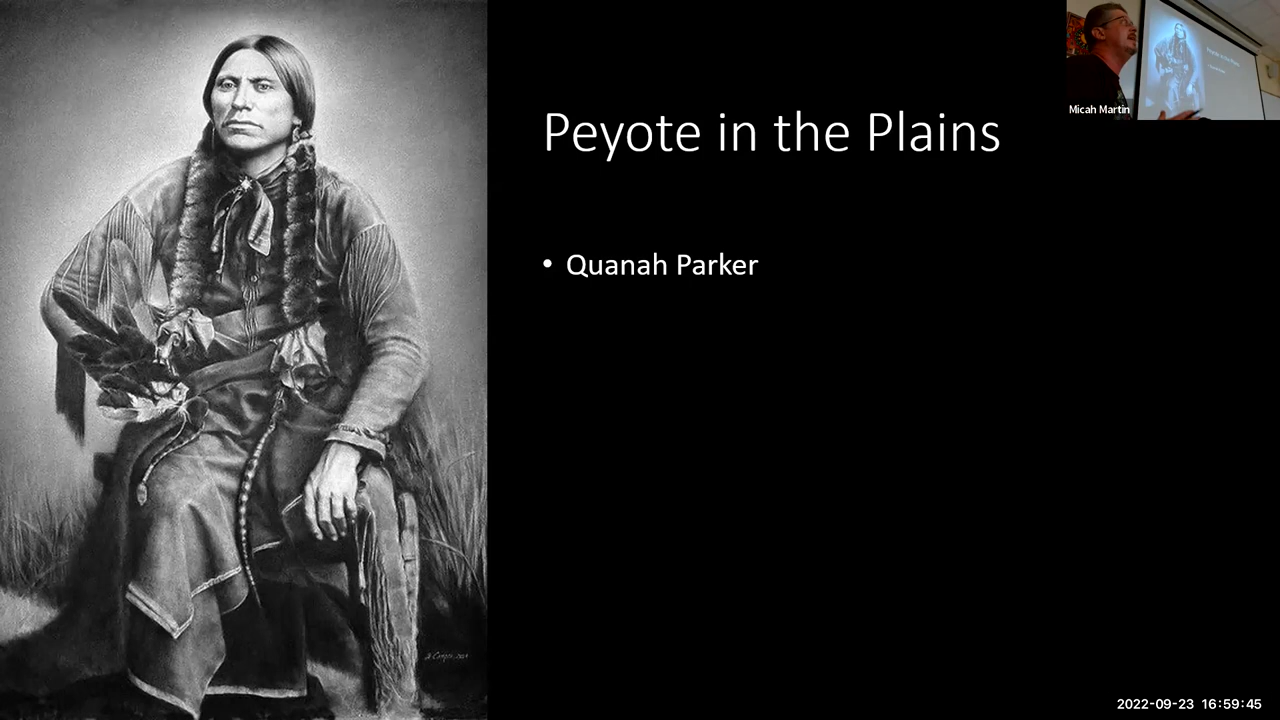 Peyote in the Plains
• Quanah Parker
Micah Martin
2022-09-23 16:59:45